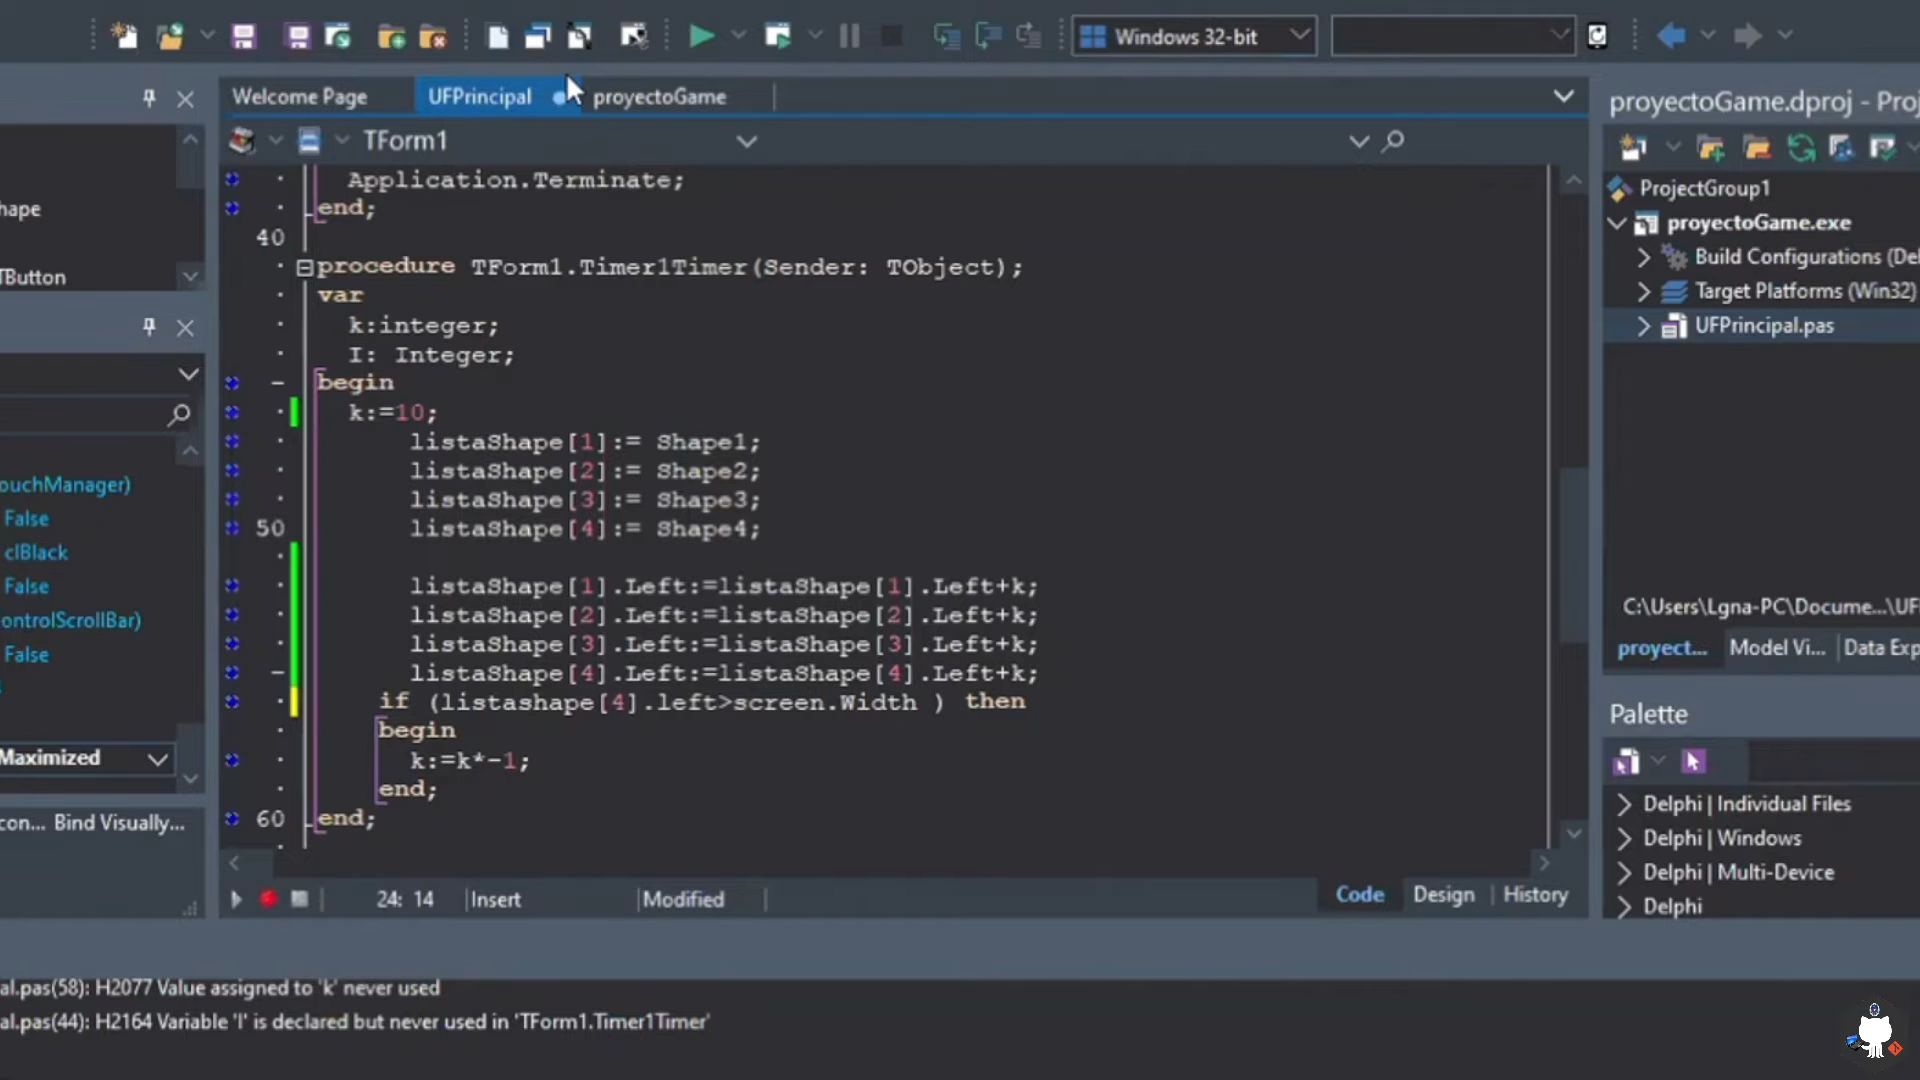 Windows 32-bit
Welcome Page
UFPrincipal
proyectoGame
proyectoGame.dproj - Proj
TForm1
Application.Terminate;
end;
40
procedure TForm1.Timer1Timer(Sender: TObject);
var
k:integer;
I: Integer;
begin
k:=10;
listaShape[1]:= Shape1;
listaShape[2]:= Shape2;
listaShape[3]:= Shape3;
50 listaShape[4]:= Shape4;
listaShape[1].Left:=listaShape[1].Left+k;
listaShape[2].Left:=listaShape[2].Left+k;
listaShape[3].Left:=listaShape[3].Left+k;
listaShape[4].Left:=listaShape[4].Left+k;
if (listashape[4].left>screen.Width ) then
begin
k:=k*-1;
end;
60 end;
24: 14
Insert
Modified
Code
Design
History
hape
TButton
ouchManager)
False
clBlack
False
ontrolScrollBar)
False
Maximized
con... Bind Visually...
ProjectGroup1
proyectoGame.exe
Build Configurations (De
Target Platforms (Win32)
UFPrincipal.pas
C:\Users\Lgna-PC\Docume...\UF
proyect...
Model Vi...
Data Exp
Palette
Delphi | Individual Files
Delphi | Windows
Delphi | Multi-Device
Delphi
al.pas(58): H2077 Value assigned to 'k' never used
al.pas(44): H2164 Variable 'I' is declared but never used in 'TForm1.Timer1Timer'